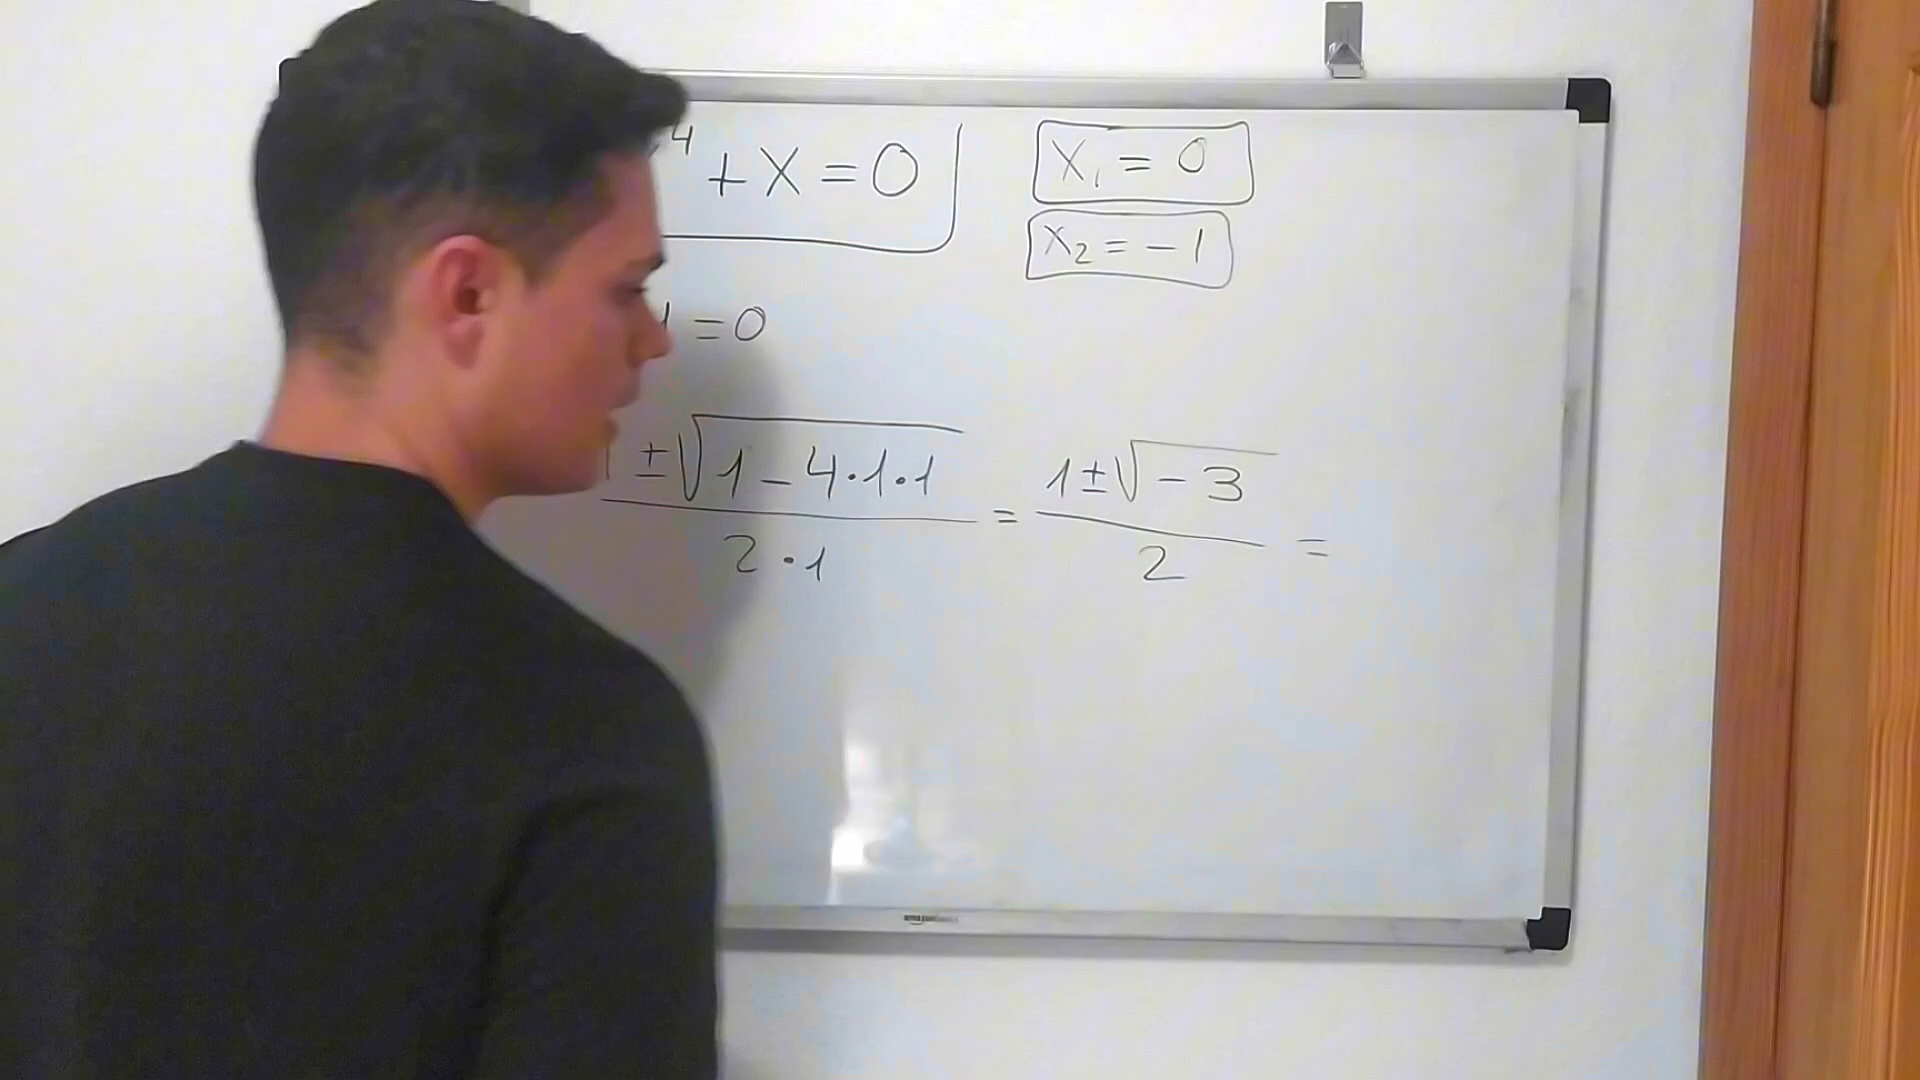 ⁴ + x = 0
x₁ = 0
x₂ = -1
1 = 0
1 ± √1 - 4·1·1 / 2·1 = 1 ± √-3 / 2 =